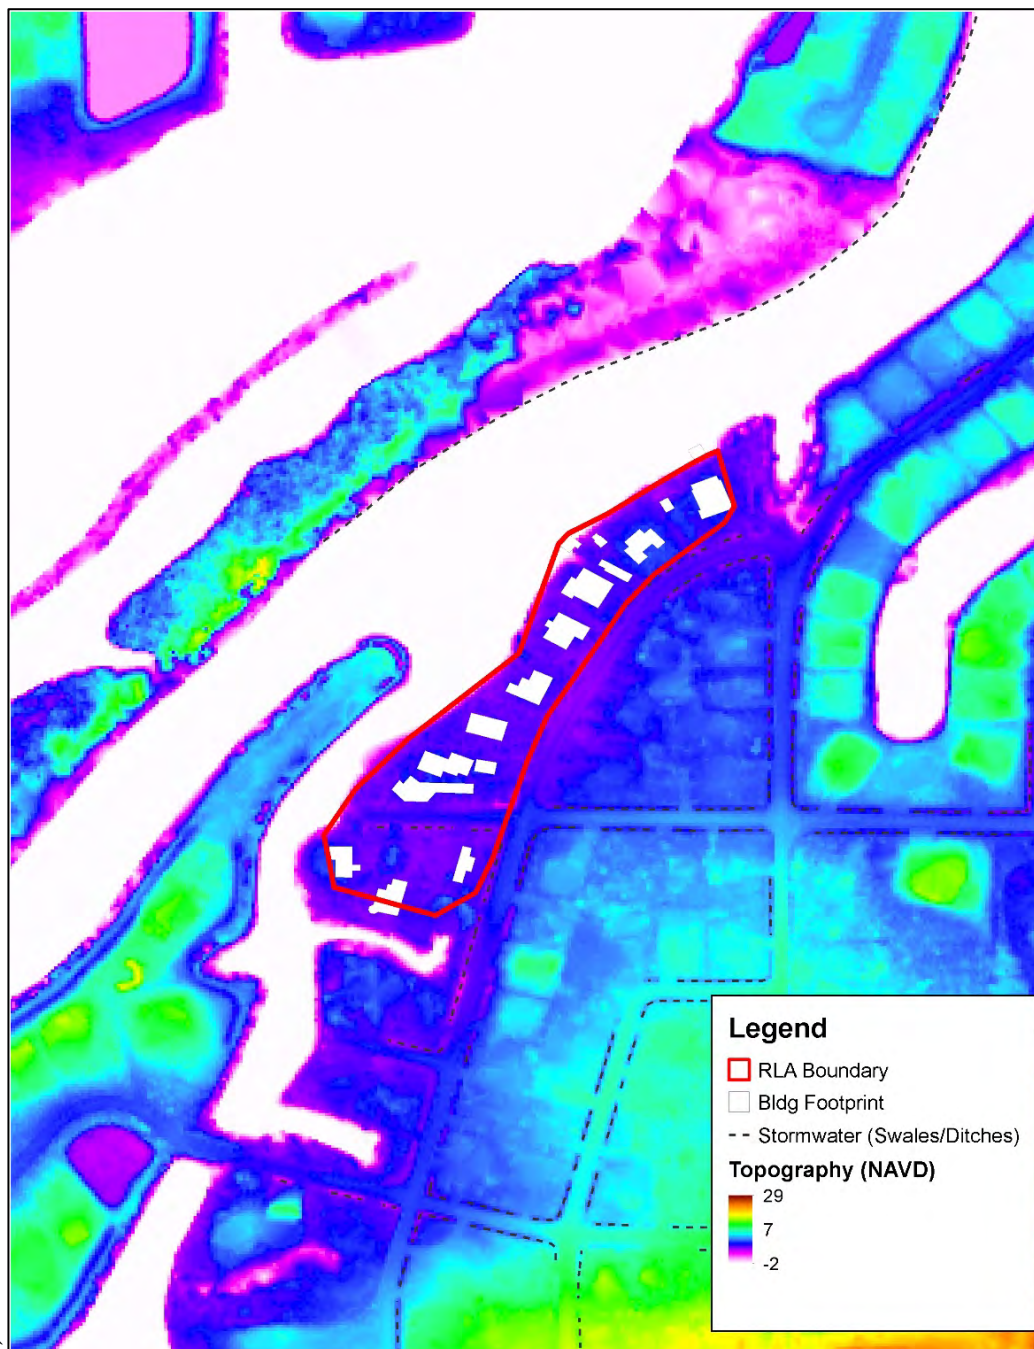 Legend
RLA Boundary
Bldg Footprint
Stormwater (Swales/Ditches)
Topography (NAVD)
29
7
-2